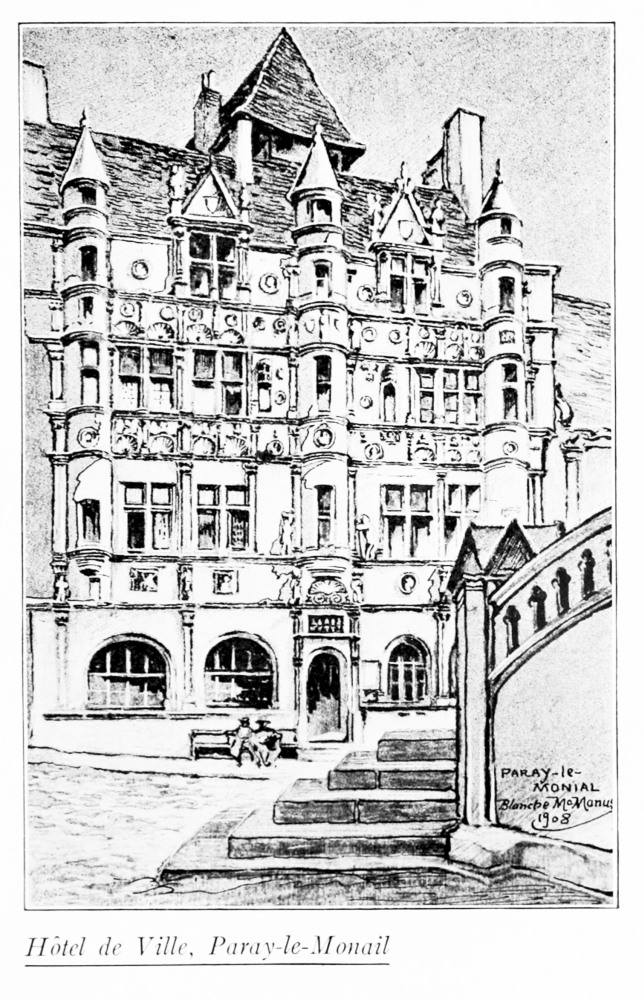 PARAY-le-
MONIAL
Blanche McManus
1908
Hôtel de Ville, Paray-le-Monail